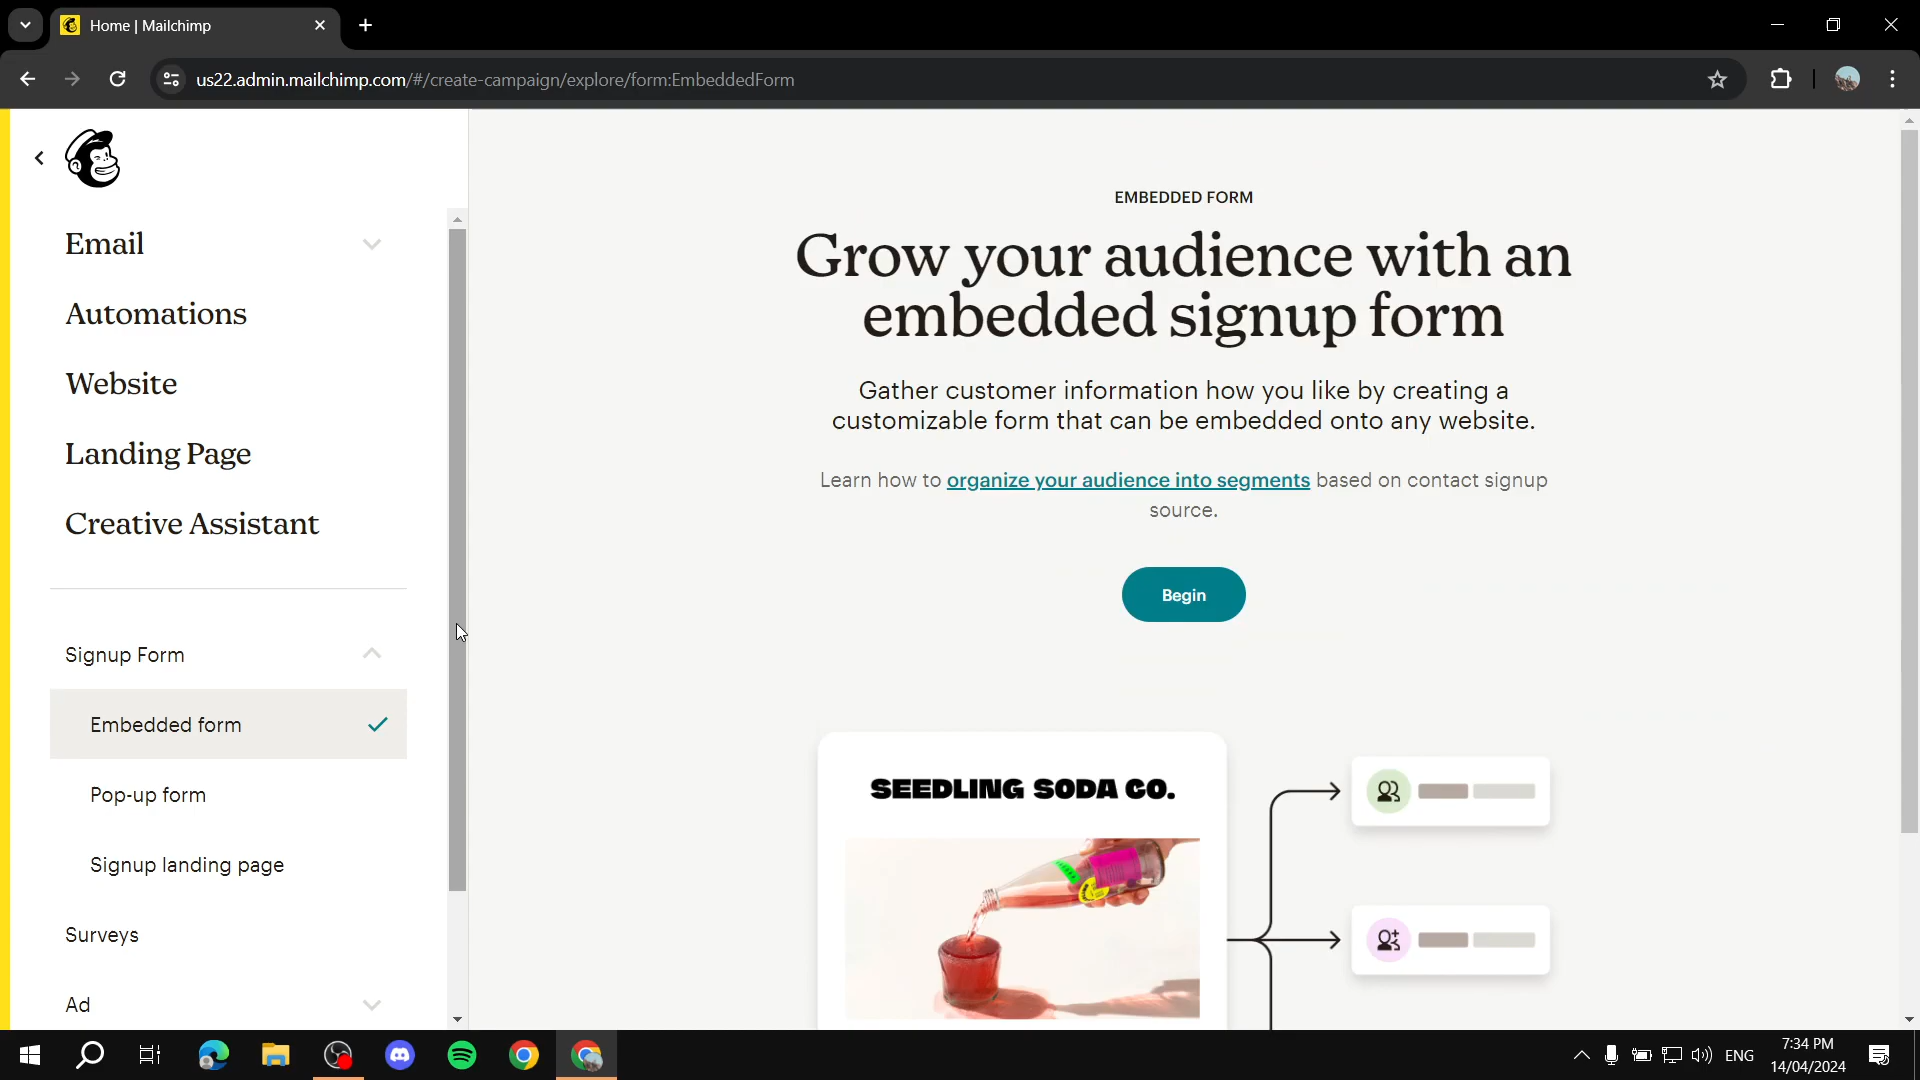 Home | Mailchimp
us22.admin.mailchimp.com/#/create-campaign/explore/form:EmbeddedForm
Email
Automations
Website
Landing Page
Creative Assistant
Signup Form
Embedded form
Pop-up form
Signup landing page
Surveys
Ad
EMBEDDED FORM
Grow your audience with an
embedded signup form
Gather customer information how you like by creating a
customizable form that can be embedded onto any website.
Learn how to organize your audience into segments based on contact signup
source.
Begin
SEEDLING SODA CO.
ENG
7:34 PM
14/04/2024